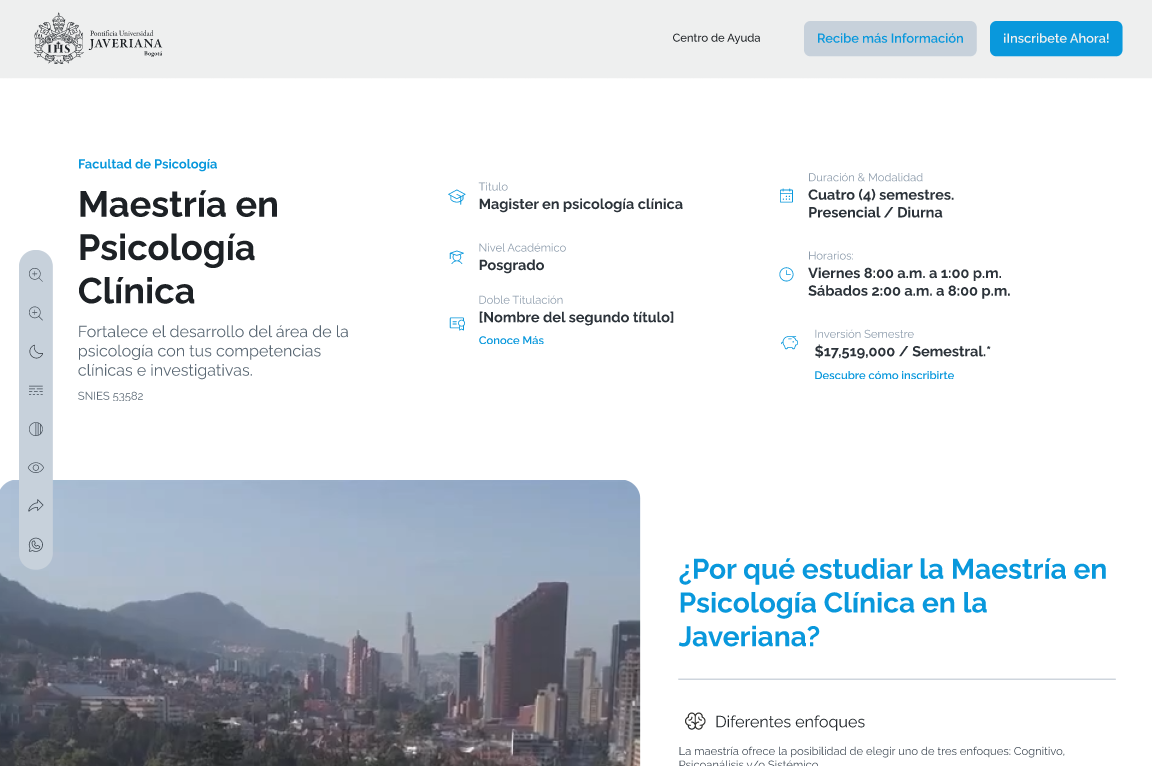 Pontificia Universidad
JAVERIANA
Bogotá
Centro de Ayuda
Recibe más Información
¡Inscribete Ahora!
Facultad de Psicología
Maestría en
Psicología
Clínica
Fortalece el desarrollo del área de la
psicología con tus competencias
clínicas e investigativas.
SNIES 53582
Título
Magister en psicología clínica
Nivel Académico
Posgrado
Doble Titulación
[Nombre del segundo título]
Conoce Más
Duración & Modalidad
Cuatro (4) semestres.
Presencial / Diurna
Horarios:
Viernes 8:00 a.m. a 1:00 p.m.
Sábados 2:00 a.m. a 8:00 p.m.
Inversión Semestre
$17,519,000 / Semestral.*
Descubre cómo inscribirte
¿Por qué estudiar la Maestría en
Psicología Clínica en la
Javeriana?
Diferentes enfoques
La maestría ofrece la posibilidad de elegir uno de tres enfoques: Cognitivo,
Psicoanálisis y/o Sistémico